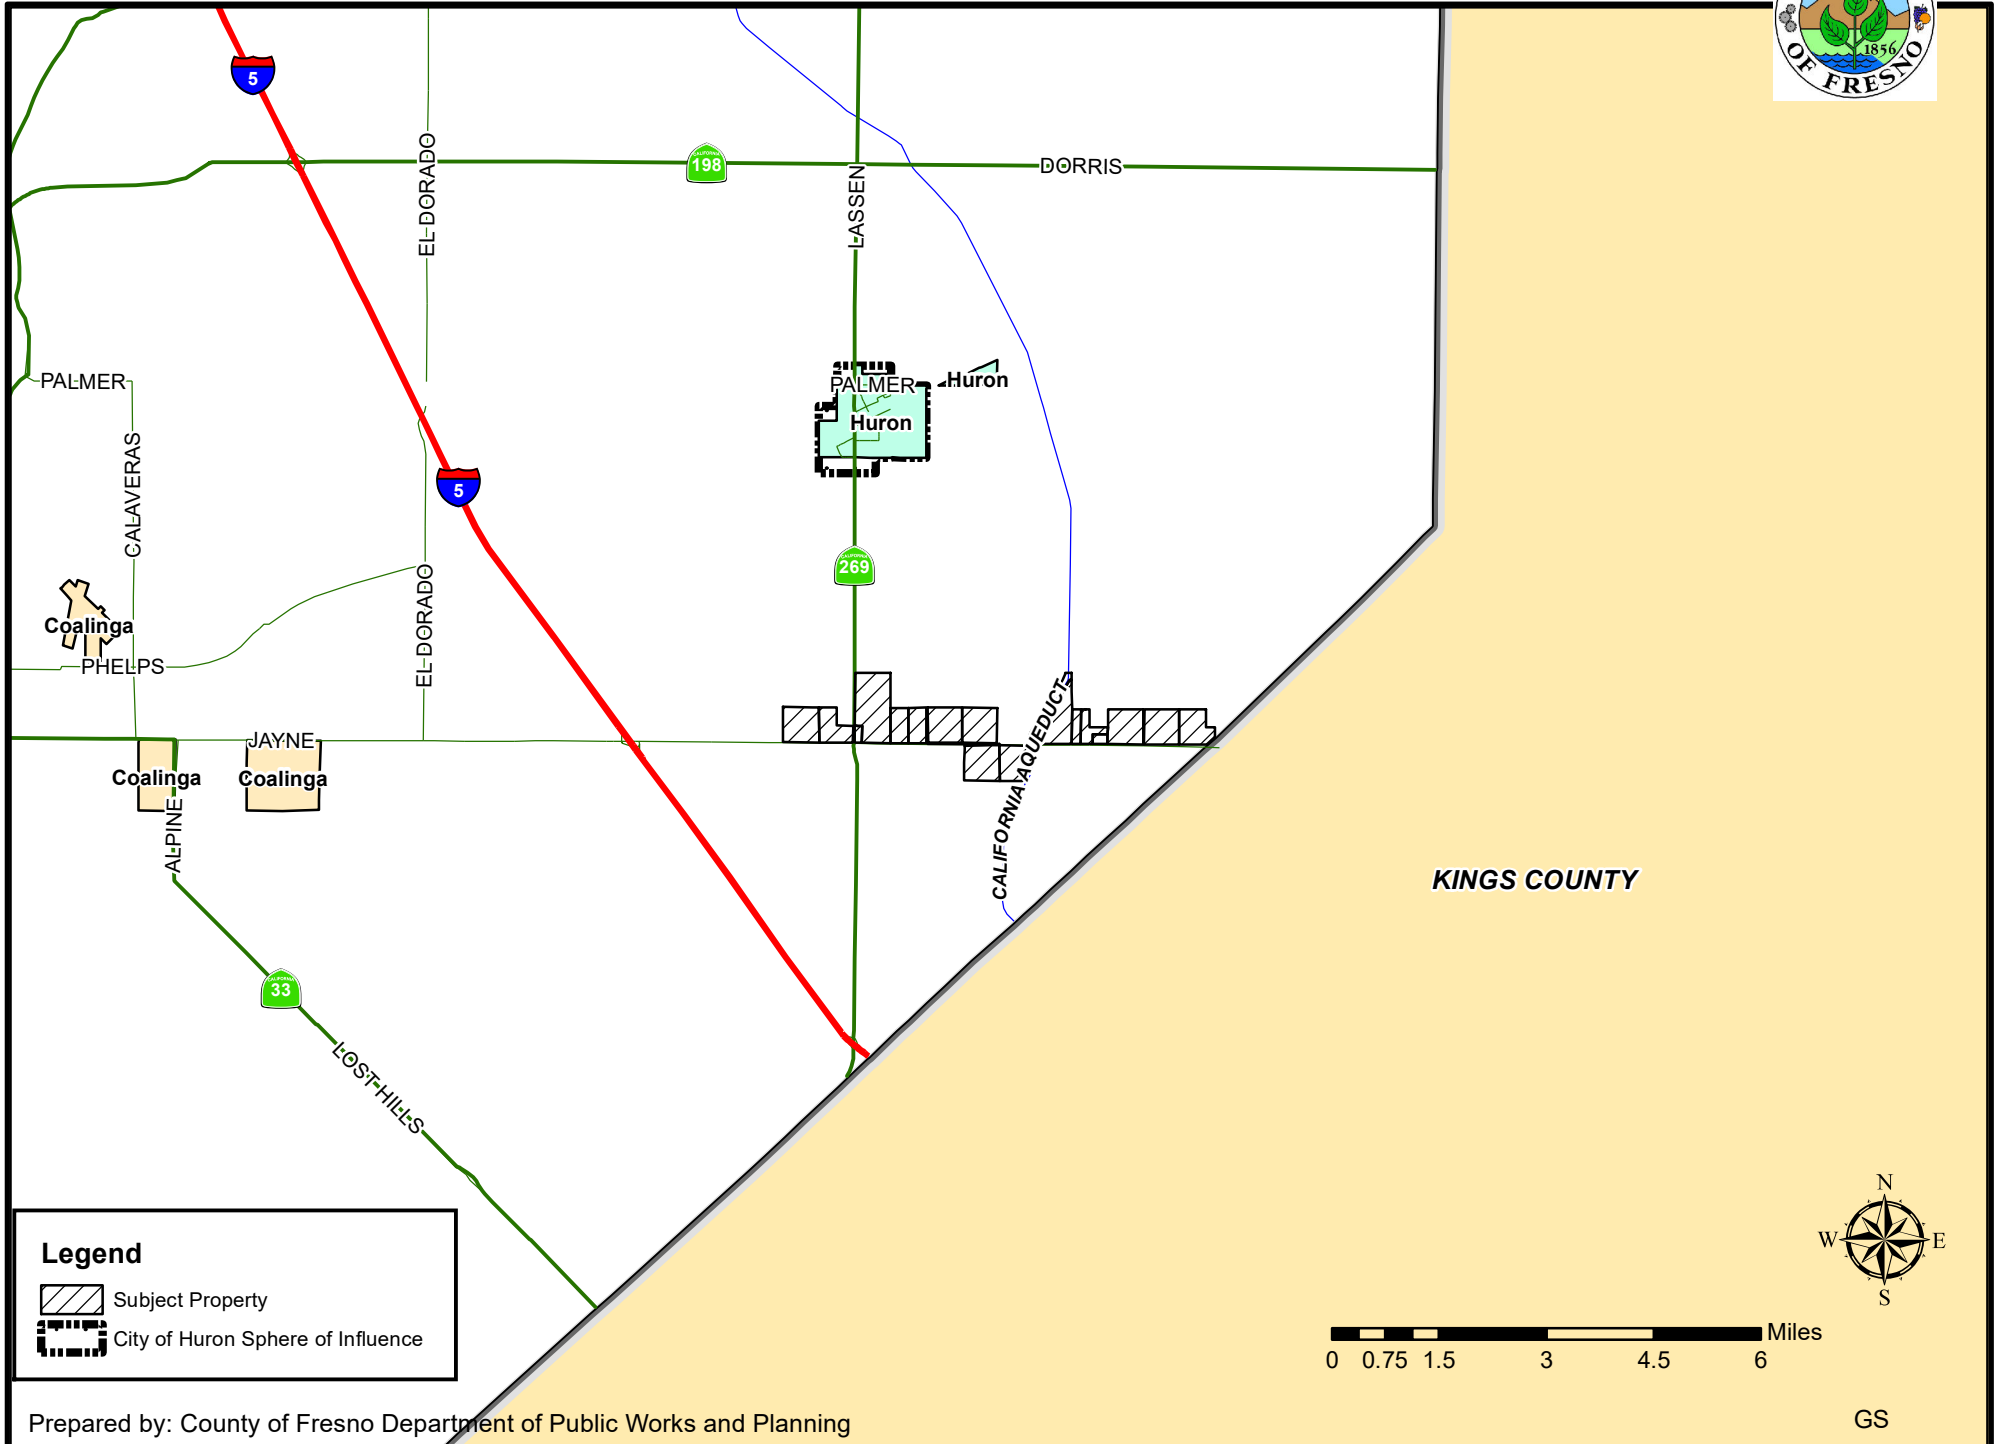 1856
OF FRESNO
5
EL DORADO
CALIFORNIA
198
LASSEN
DORRIS
PALMER
PALMER
Huron
Huron
CALAVERAS
5
CALIFORNIA
269
EL DORADO
Coalinga
PHELPS
CALIFORNIA AQUEDUCT
JAYNE
Coalinga
Coalinga
ALPINE
KINGS COUNTY
CALIFORNIA
33
LOST HILLS
N
W
E
S
Legend
Subject Property
City of Huron Sphere of Influence
Miles
0 0.75 1.5 3 4.5 6
Prepared by: County of Fresno Department of Public Works and Planning
GS